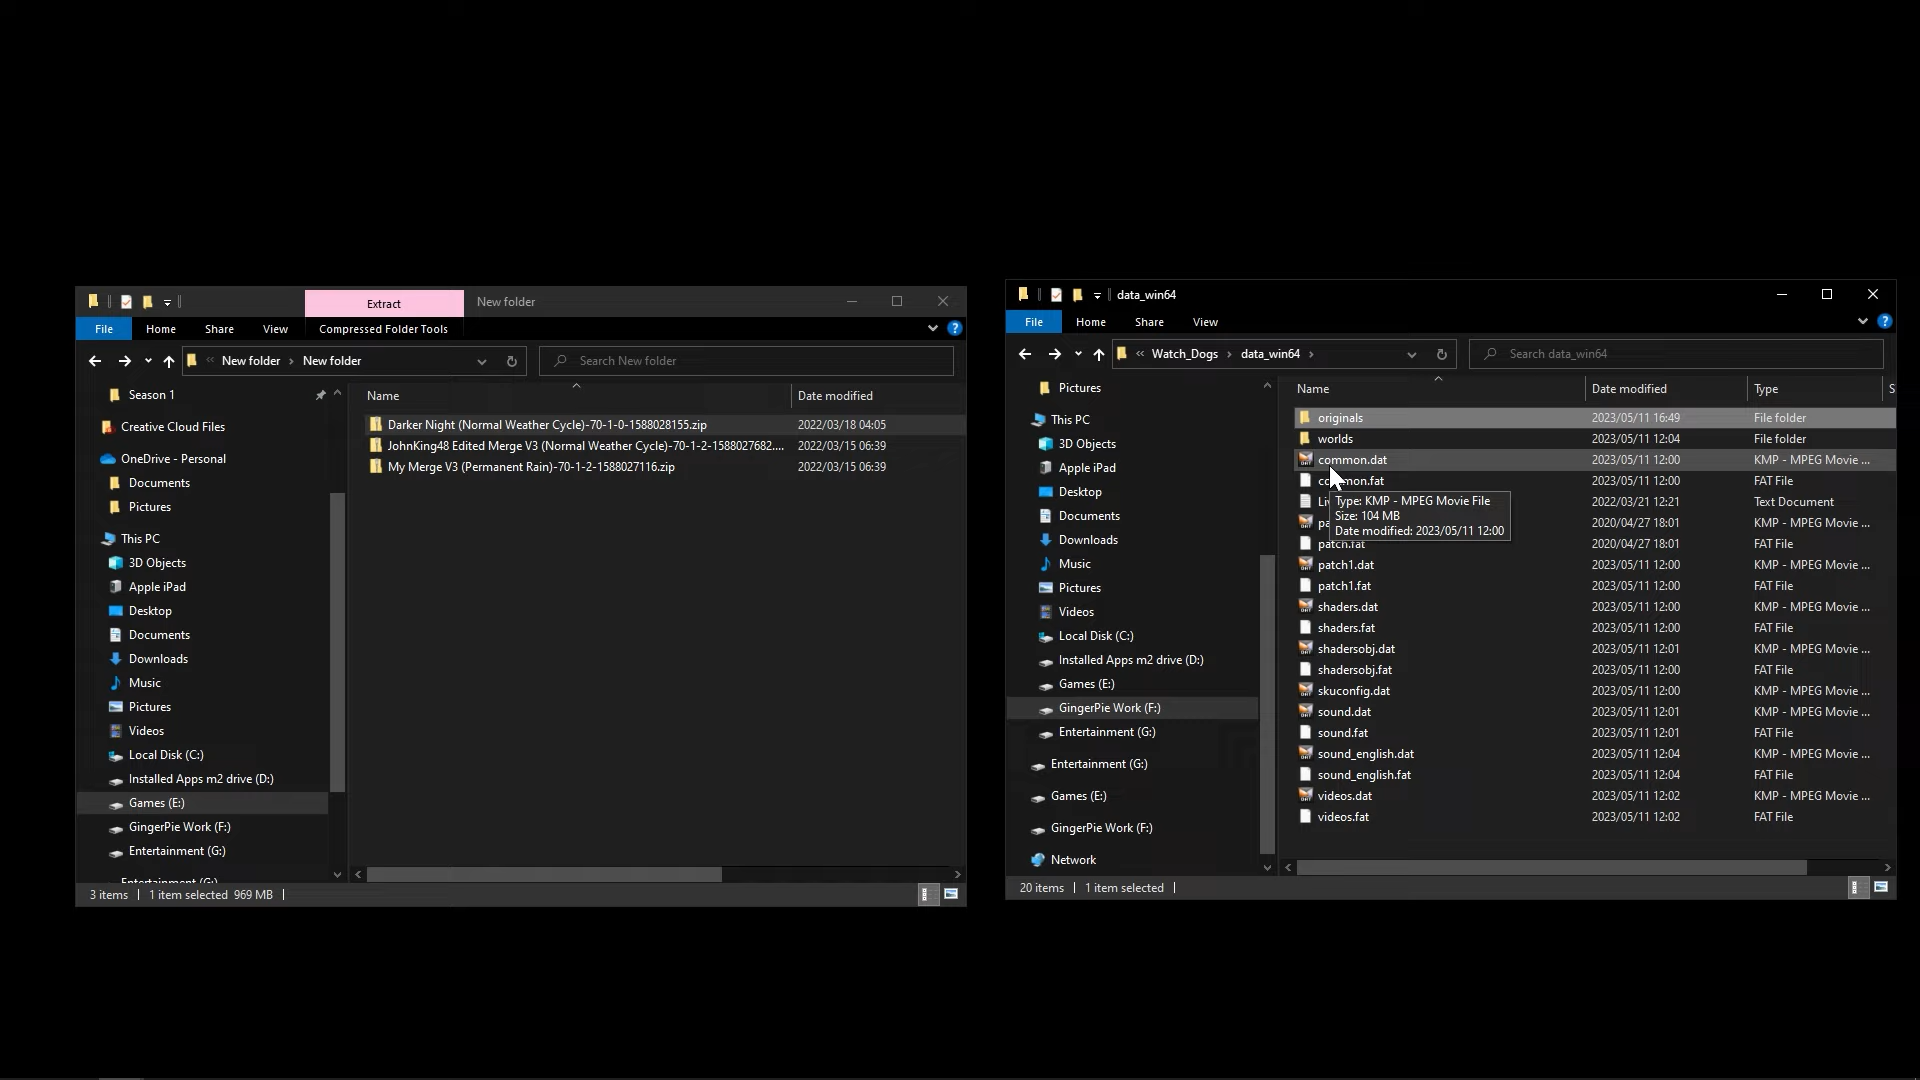 Extract
New folder
File
Home
Share
View
Compressed Folder Tools
New folder
New folder
Search New folder
Season 1
Creative Cloud Files
OneDrive - Personal
Documents
Pictures
This PC
3D Objects
Apple iPad
Desktop
Documents
Downloads
Music
Pictures
Videos
Local Disk (C:)
Installed Apps m2 drive (D:)
Games (E:)
GingerPie Work (F:)
Entertainment (G:)
Entertainment (G:)
Name
Date modified
Darker Night (Normal Weather Cycle)-70-1-0-1588028155.zip 2022/03/18 04:05
JohnKing48 Edited Merge V3 (Normal Weather Cycle)-70-1-2-1588027682.... 2022/03/15 06:39
My Merge V3 (Permanent Rain)-70-1-2-1588027116.zip 2022/03/15 06:39
3 items 1 item selected 969 MB
data_win64
File
Home
Share
View
Watch_Dogs
data_win64
Search data_win64
Pictures
This PC
3D Objects
Apple iPad
Desktop
Documents
Downloads
Music
Pictures
Videos
Local Disk (C:)
Installed Apps m2 drive (D:)
Games (E:)
GingerPie Work (F:)
Entertainment (G:)
Entertainment (G:)
Games (E:)
GingerPie Work (F:)
Network
Name
Date modified
Type
S
originals 2023/05/11 16:49 File folder
worlds 2023/05/11 12:04 File folder
common.dat 2023/05/11 12:00 KMP - MPEG Movie ...
common.fat 2023/05/11 12:00 FAT File
Li 2022/03/21 12:21 Text Document
pa 2020/04/27 18:01 KMP - MPEG Movie ...
patch.fat 2020/04/27 18:01 FAT File
patch1.dat 2023/05/11 12:00 KMP - MPEG Movie ...
patch1.fat 2023/05/11 12:00 FAT File
shaders.dat 2023/05/11 12:00 KMP - MPEG Movie ...
shaders.fat 2023/05/11 12:00 FAT File
shadersobj.dat 2023/05/11 12:01 KMP - MPEG Movie ...
shadersobj.fat 2023/05/11 12:00 FAT File
skuconfig.dat 2023/05/11 12:00 KMP - MPEG Movie ...
sound.dat 2023/05/11 12:01 KMP - MPEG Movie ...
sound.fat 2023/05/11 12:01 FAT File
sound_english.dat 2023/05/11 12:04 KMP - MPEG Movie ...
sound_english.fat 2023/05/11 12:04 FAT File
videos.dat 2023/05/11 12:02 KMP - MPEG Movie ...
videos.fat 2023/05/11 12:02 FAT File
Type: KMP - MPEG Movie File
Size: 104 MB
Date modified: 2023/05/11 12:00
20 items 1 item selected